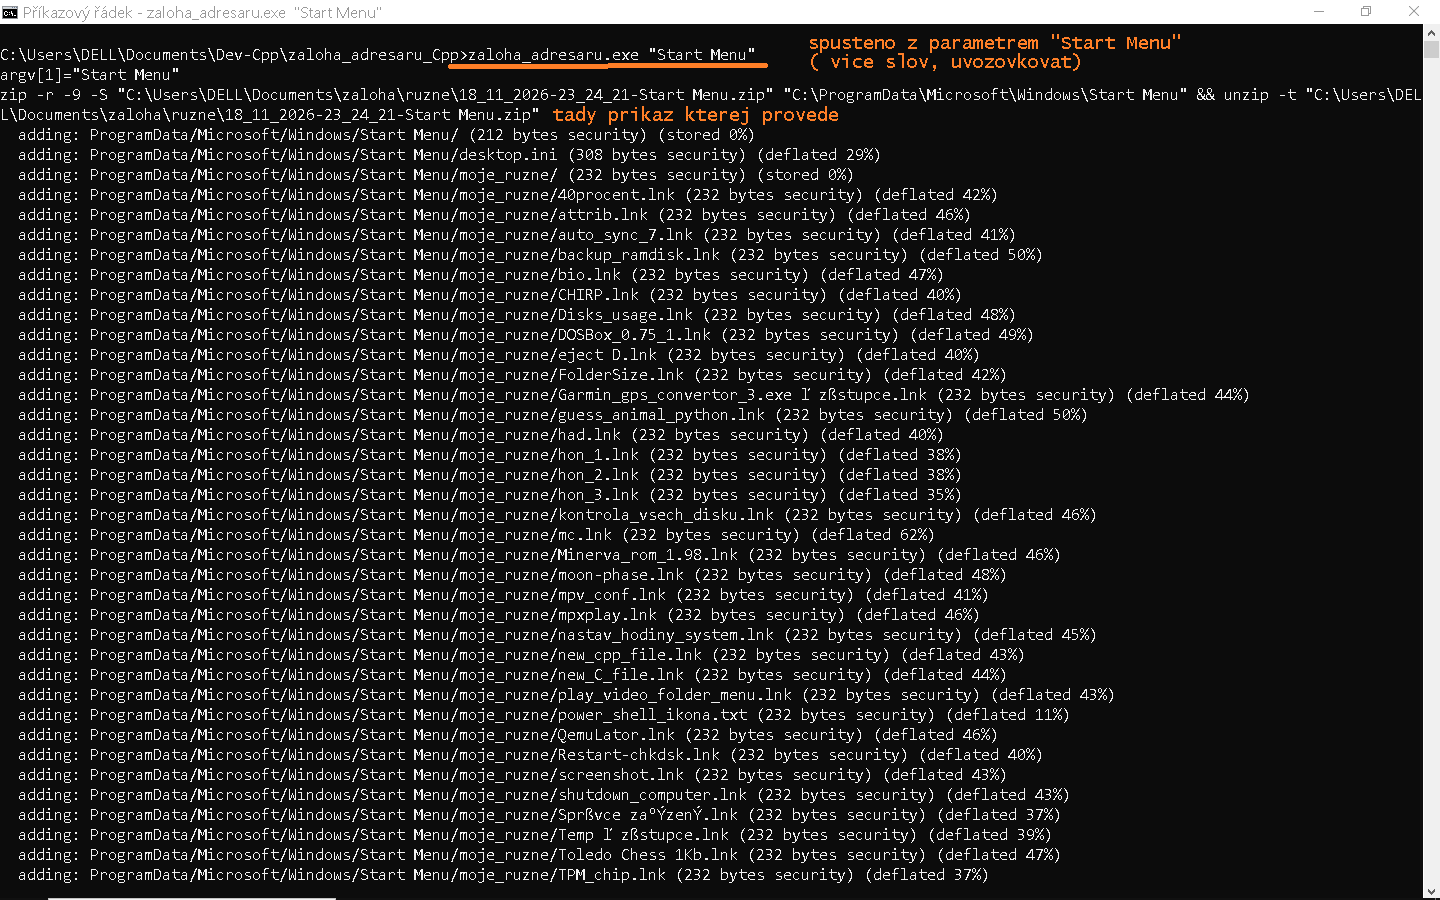 Příkazový řádek - zaloha_adresaru.exe  "Start Menu"
C:\Users\DELL\Documents\Dev-Cpp\zaloha_adresaru_Cpp>zaloha_adresaru.exe "Start Menu"
spusteno z parametrem "Start Menu"
( vice slov, uvozovkovat)
argv[1]="Start Menu"
zip -r -9 -S "C:\Users\DELL\Documents\zaloha\ruzne\18_11_2026-23_24_21-Start Menu.zip" "C:\ProgramData\Microsoft\Windows\Start Menu" && unzip -t "C:\Users\DEL
L\Documents\zaloha\ruzne\18_11_2026-23_24_21-Start Menu.zip" tady prikaz kterej provede
  adding: ProgramData/Microsoft/Windows/Start Menu/ (212 bytes security) (stored 0%)
  adding: ProgramData/Microsoft/Windows/Start Menu/desktop.ini (308 bytes security) (deflated 29%)
  adding: ProgramData/Microsoft/Windows/Start Menu/moje_ruzne/ (232 bytes security) (stored 0%)
  adding: ProgramData/Microsoft/Windows/Start Menu/moje_ruzne/40procent.lnk (232 bytes security) (deflated 42%)
  adding: ProgramData/Microsoft/Windows/Start Menu/moje_ruzne/attrib.lnk (232 bytes security) (deflated 46%)
  adding: ProgramData/Microsoft/Windows/Start Menu/moje_ruzne/auto_sync_7.lnk (232 bytes security) (deflated 41%)
  adding: ProgramData/Microsoft/Windows/Start Menu/moje_ruzne/backup_ramdisk.lnk (232 bytes security) (deflated 50%)
  adding: ProgramData/Microsoft/Windows/Start Menu/moje_ruzne/bio.lnk (232 bytes security) (deflated 47%)
  adding: ProgramData/Microsoft/Windows/Start Menu/moje_ruzne/CHIRP.lnk (232 bytes security) (deflated 40%)
  adding: ProgramData/Microsoft/Windows/Start Menu/moje_ruzne/Disks_usage.lnk (232 bytes security) (deflated 48%)
  adding: ProgramData/Microsoft/Windows/Start Menu/moje_ruzne/DOSBox_0.75_1.lnk (232 bytes security) (deflated 49%)
  adding: ProgramData/Microsoft/Windows/Start Menu/moje_ruzne/eject D.lnk (232 bytes security) (deflated 40%)
  adding: ProgramData/Microsoft/Windows/Start Menu/moje_ruzne/FolderSize.lnk (232 bytes security) (deflated 42%)
  adding: ProgramData/Microsoft/Windows/Start Menu/moje_ruzne/Garmin_gps_convertor_3.exe ľ zßstupce.lnk (232 bytes security) (deflated 44%)
  adding: ProgramData/Microsoft/Windows/Start Menu/moje_ruzne/guess_animal_python.lnk (232 bytes security) (deflated 50%)
  adding: ProgramData/Microsoft/Windows/Start Menu/moje_ruzne/had.lnk (232 bytes security) (deflated 40%)
  adding: ProgramData/Microsoft/Windows/Start Menu/moje_ruzne/hon_1.lnk (232 bytes security) (deflated 38%)
  adding: ProgramData/Microsoft/Windows/Start Menu/moje_ruzne/hon_2.lnk (232 bytes security) (deflated 38%)
  adding: ProgramData/Microsoft/Windows/Start Menu/moje_ruzne/hon_3.lnk (232 bytes security) (deflated 35%)
  adding: ProgramData/Microsoft/Windows/Start Menu/moje_ruzne/kontrola_vsech_disku.lnk (232 bytes security) (deflated 46%)
  adding: ProgramData/Microsoft/Windows/Start Menu/moje_ruzne/mc.lnk (232 bytes security) (deflated 62%)
  adding: ProgramData/Microsoft/Windows/Start Menu/moje_ruzne/Minerva_rom_1.98.lnk (232 bytes security) (deflated 46%)
  adding: ProgramData/Microsoft/Windows/Start Menu/moje_ruzne/moon-phase.lnk (232 bytes security) (deflated 48%)
  adding: ProgramData/Microsoft/Windows/Start Menu/moje_ruzne/mpv_conf.lnk (232 bytes security) (deflated 41%)
  adding: ProgramData/Microsoft/Windows/Start Menu/moje_ruzne/mpxplay.lnk (232 bytes security) (deflated 46%)
  adding: ProgramData/Microsoft/Windows/Start Menu/moje_ruzne/nastav_hodiny_system.lnk (232 bytes security) (deflated 45%)
  adding: ProgramData/Microsoft/Windows/Start Menu/moje_ruzne/new_cpp_file.lnk (232 bytes security) (deflated 43%)
  adding: ProgramData/Microsoft/Windows/Start Menu/moje_ruzne/new_C_file.lnk (232 bytes security) (deflated 44%)
  adding: ProgramData/Microsoft/Windows/Start Menu/moje_ruzne/play_video_folder_menu.lnk (232 bytes security) (deflated 43%)
  adding: ProgramData/Microsoft/Windows/Start Menu/moje_ruzne/power_shell_ikona.txt (232 bytes security) (deflated 11%)
  adding: ProgramData/Microsoft/Windows/Start Menu/moje_ruzne/QemuLator.lnk (232 bytes security) (deflated 46%)
  adding: ProgramData/Microsoft/Windows/Start Menu/moje_ruzne/Restart-chkdsk.lnk (232 bytes security) (deflated 40%)
  adding: ProgramData/Microsoft/Windows/Start Menu/moje_ruzne/screenshot.lnk (232 bytes security) (deflated 43%)
  adding: ProgramData/Microsoft/Windows/Start Menu/moje_ruzne/shutdown_computer.lnk (232 bytes security) (deflated 43%)
  adding: ProgramData/Microsoft/Windows/Start Menu/moje_ruzne/Sprßvce za°ÝzenÝ.lnk (232 bytes security) (deflated 37%)
  adding: ProgramData/Microsoft/Windows/Start Menu/moje_ruzne/Temp ľ zßstupce.lnk (232 bytes security) (deflated 39%)
  adding: ProgramData/Microsoft/Windows/Start Menu/moje_ruzne/Toledo Chess 1Kb.lnk (232 bytes security) (deflated 47%)
  adding: ProgramData/Microsoft/Windows/Start Menu/moje_ruzne/TPM_chip.lnk (232 bytes security) (deflated 37%)